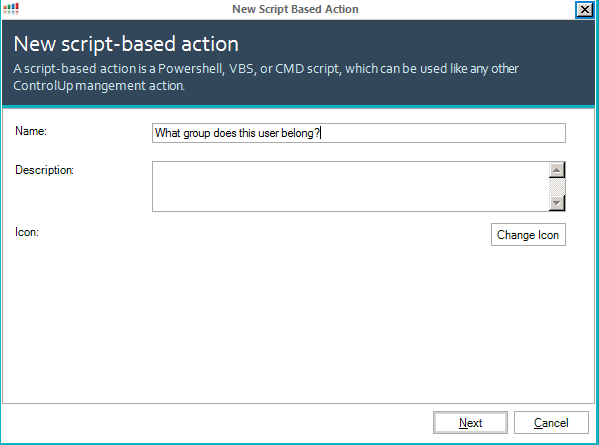 New Script Based Action
New script-based action
A script-based action is a Powershell, VBS, or CMD script, which can be used like any other
ControlUp mangement action.
Name:
What group does this user belong?
Description:
Icon:
Change Icon
Next
Cancel